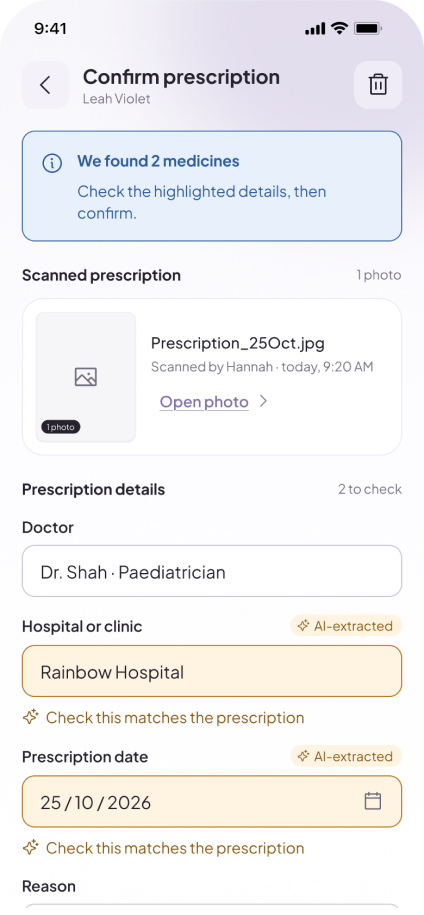 9:41
Confirm prescription
Leah Violet
We found 2 medicines
Check the highlighted details, then
confirm.
Scanned prescription
1 photo
Prescription_25Oct.jpg
Scanned by Hannah · today, 9:20 AM
Open photo
1 photo
Prescription details
2 to check
Doctor
Dr. Shah · Paediatrician
Hospital or clinic
AI-extracted
Rainbow Hospital
Check this matches the prescription
Prescription date
AI-extracted
25 / 10 / 2026
Check this matches the prescription
Reason